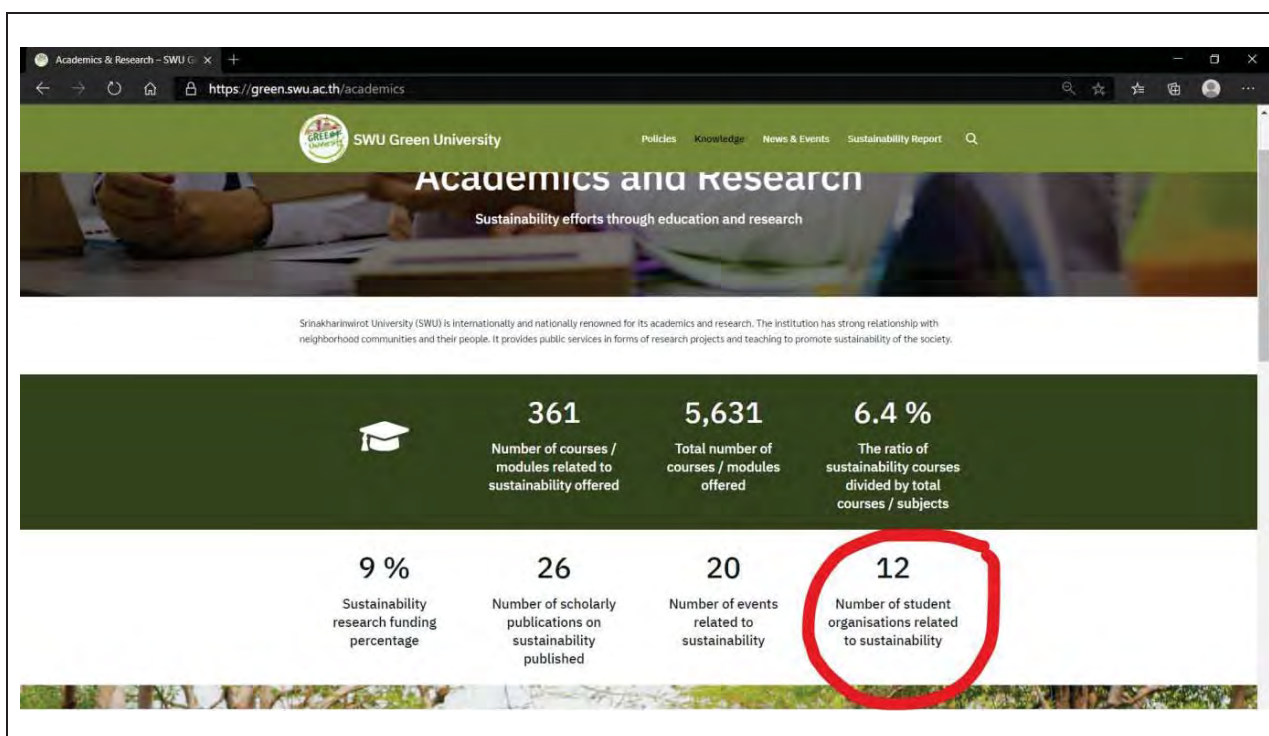 Academics & Research – SWU G
https://green.swu.ac.th/academics
GREEN
University
SWU Green University
Policies Knowledge News & Events Sustainability Report
Academics and Research
Sustainability efforts through education and research
Srinakharinwirot University (SWU) is internationally and nationally renowned for its academics and research. The institution has strong relationship with
neighborhood communities and their people. It provides public services in forms of research projects and teaching to promote sustainability of the society.
361
Number of courses /
modules related to
sustainability offered
5,631
Total number of
courses / modules
offered
6.4 %
The ratio of
sustainability courses
divided by total
courses / subjects
9 %
Sustainability
research funding
percentage
26
Number of scholarly
publications on
sustainability
published
20
Number of events
related to
sustainability
12
Number of student
organisations related
to sustainability